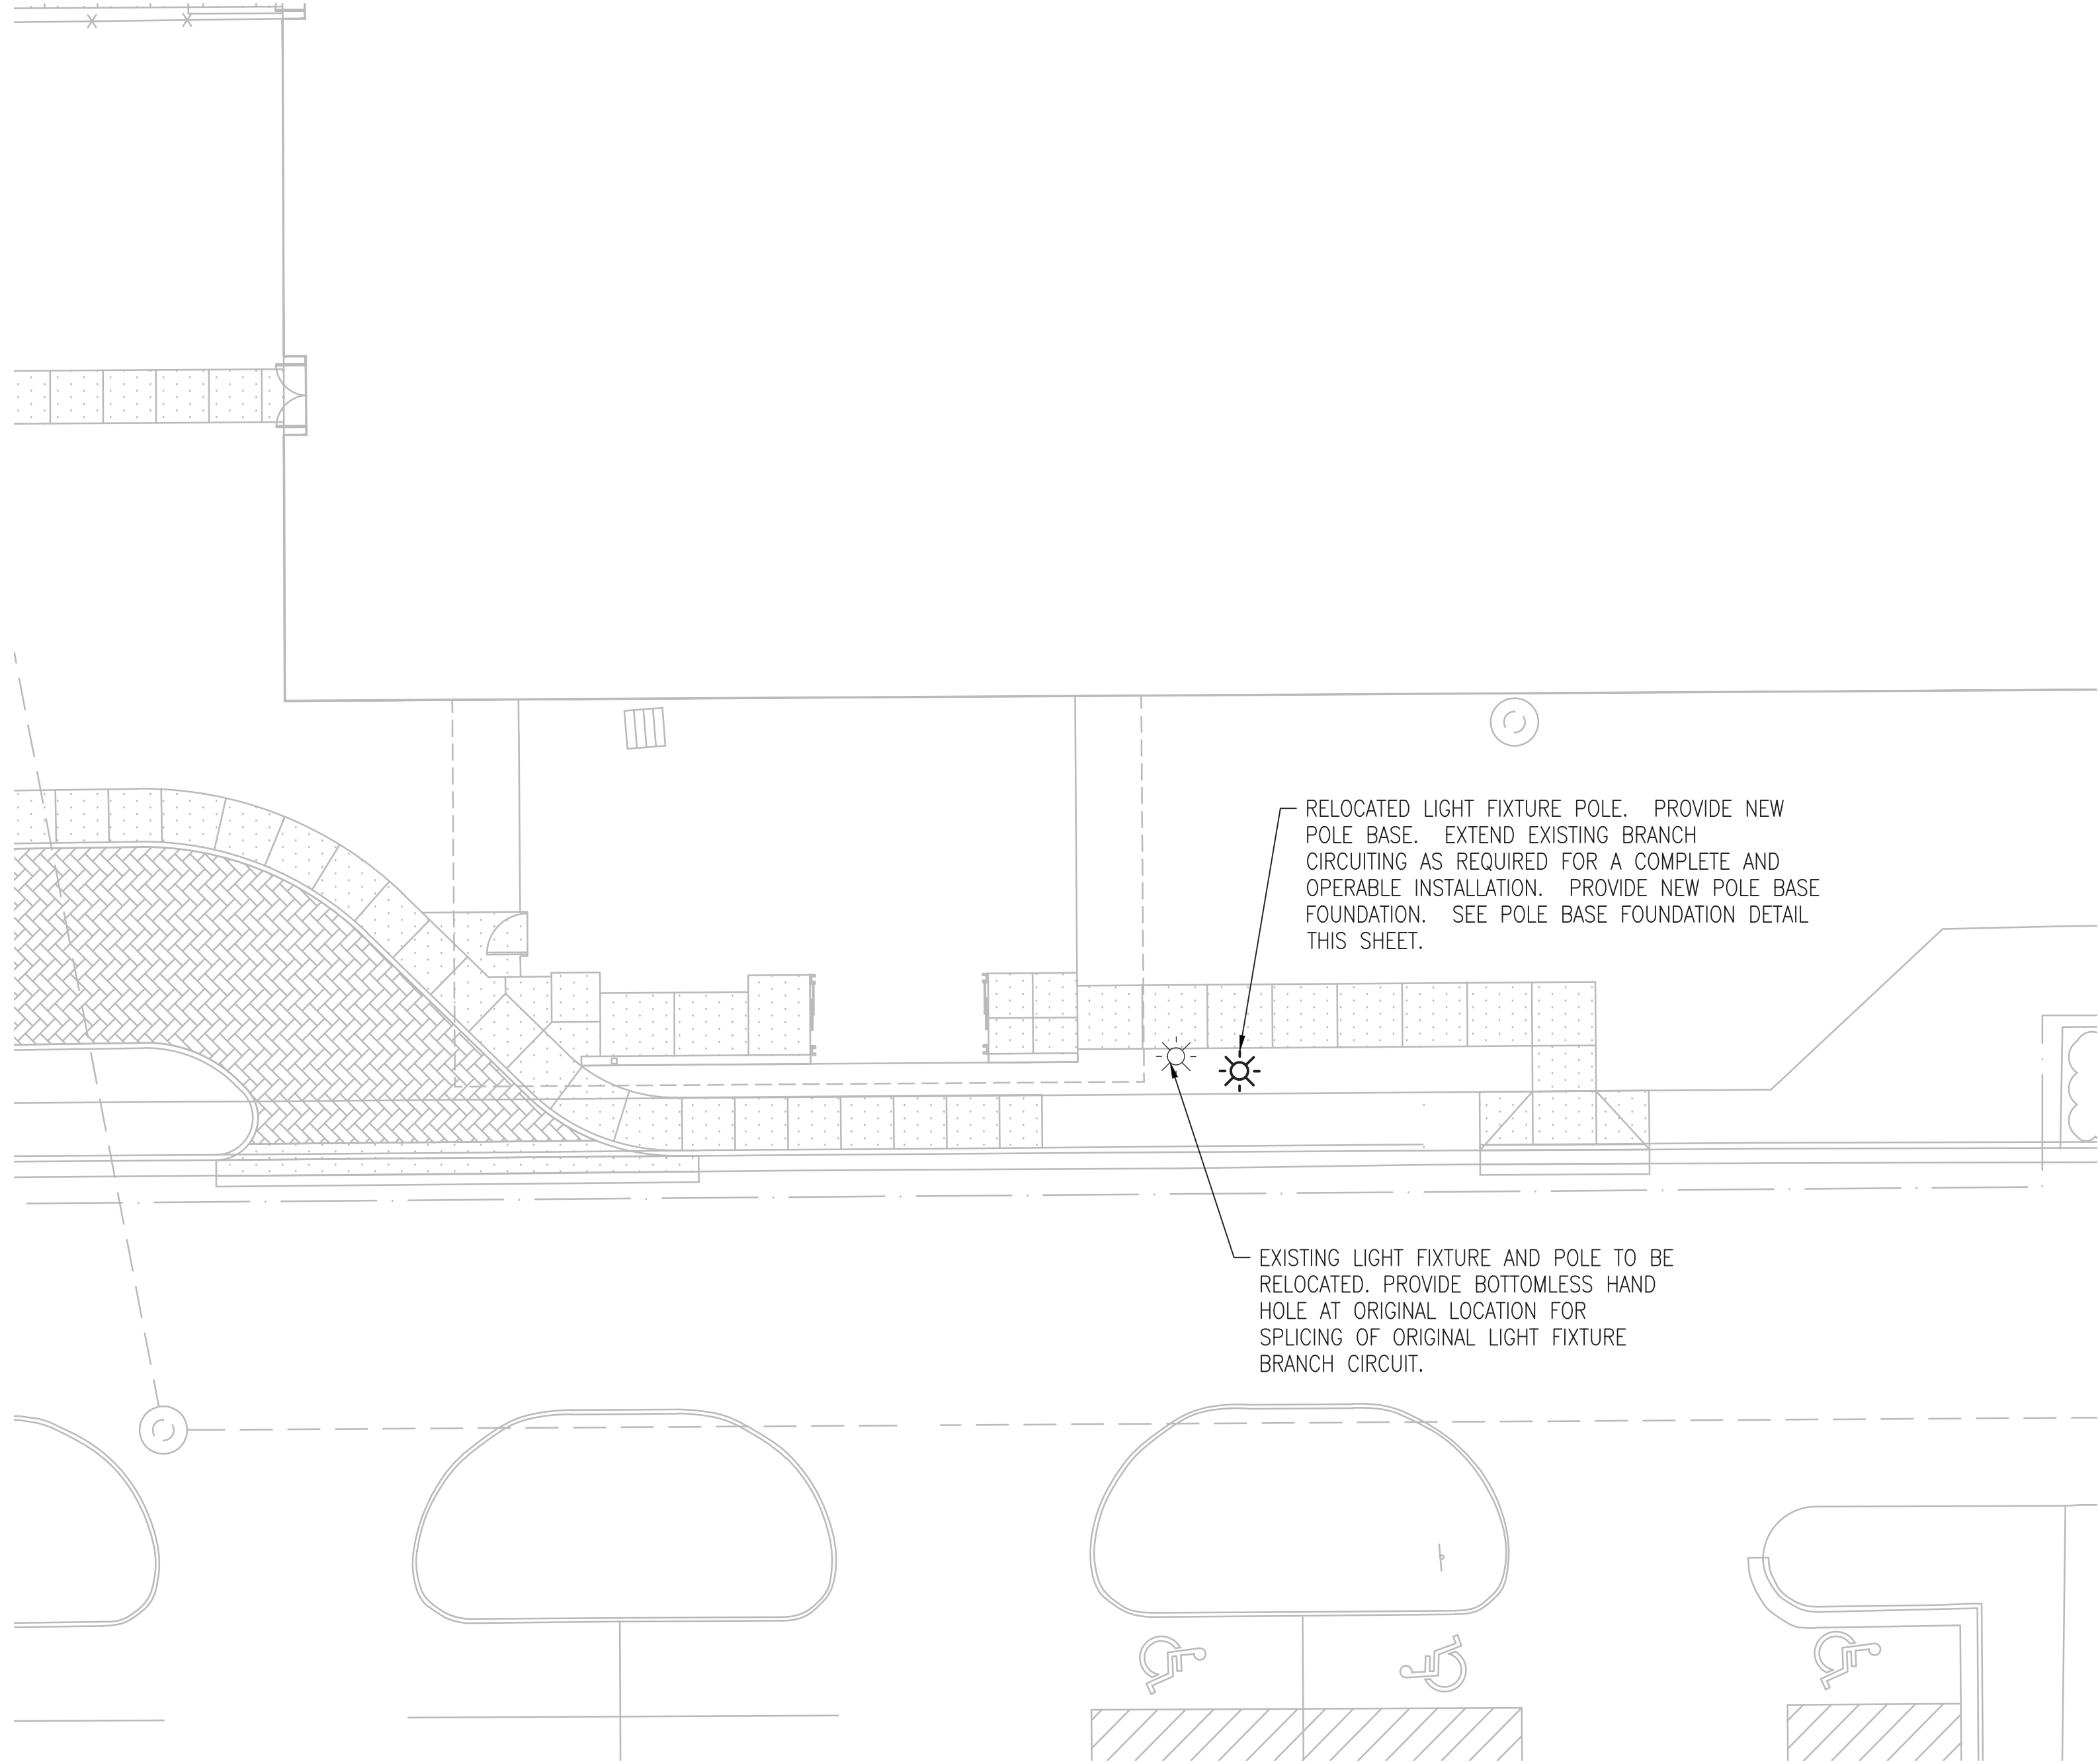 RELOCATED LIGHT FIXTURE POLE.  PROVIDE NEW
POLE BASE.  EXTEND EXISTING BRANCH
CIRCUITING AS REQUIRED FOR A COMPLETE AND
OPERABLE INSTALLATION.  PROVIDE NEW POLE BASE
FOUNDATION.  SEE POLE BASE FOUNDATION DETAIL
THIS SHEET.
EXISTING LIGHT FIXTURE AND POLE TO BE
RELOCATED. PROVIDE BOTTOMLESS HAND
HOLE AT ORIGINAL LOCATION FOR
SPLICING OF ORIGINAL LIGHT FIXTURE
BRANCH CIRCUIT.